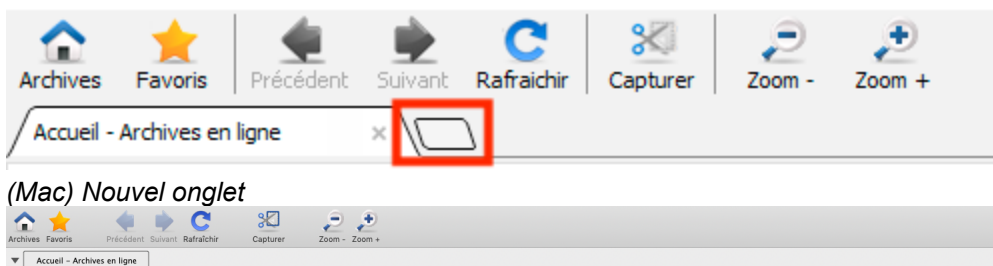 Archives Favoris Précédent Suivant Rafraichir Capturer Zoom - Zoom +
Accueil - Archives en ligne ×
(Mac) Nouvel onglet
Archives Favoris Précédent Suivant Rafraîchir Capturer Zoom - Zoom +
Accueil – Archives en ligne